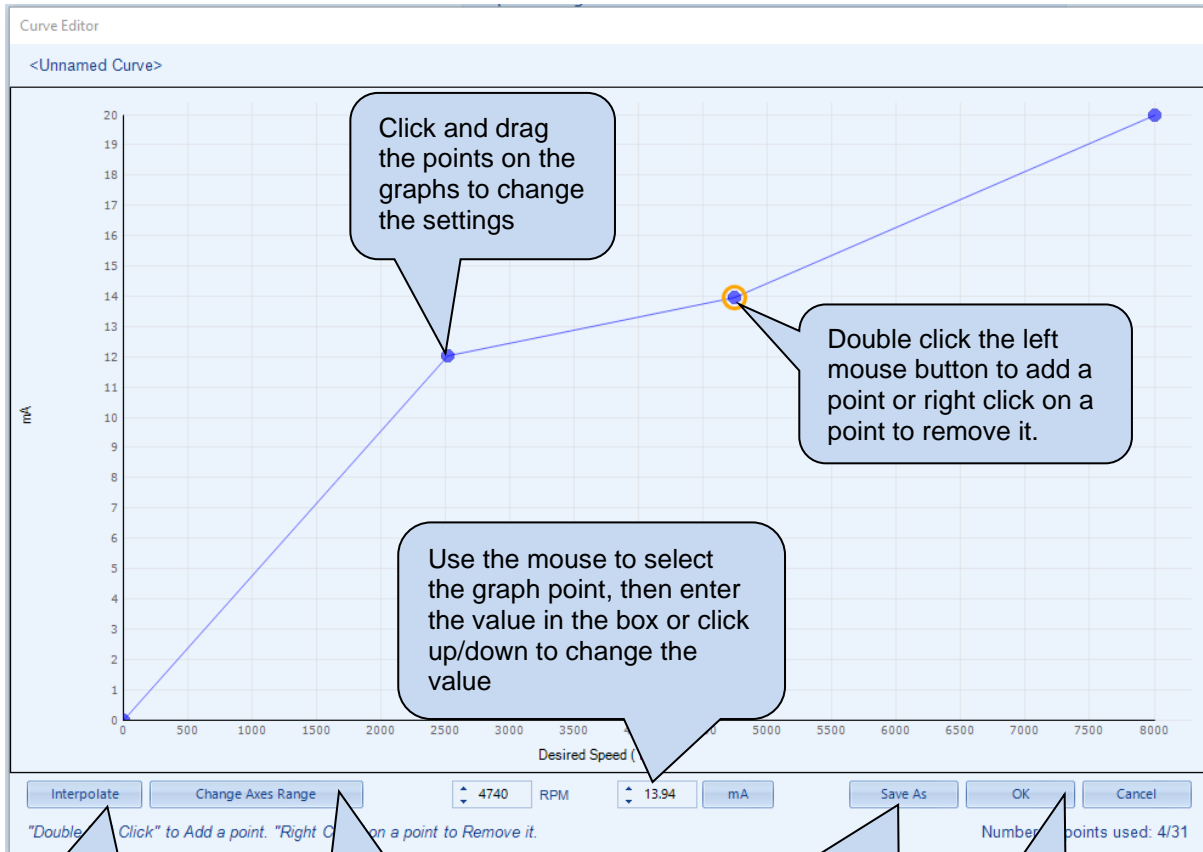 Curve Editor
<Unnamed Curve>
20
19
18
17
16
15
14
13
12
11
10
9
8
7
6
5
4
3
2
1
0
mA
Click and drag
the points on the
graphs to change
the settings
Double click the left
mouse button to add a
point or right click on a
point to remove it.
Use the mouse to select
the graph point, then enter
the value in the box or click
up/down to change the
value
0 500 1000 1500 2000 2500 3000 3500 5000 5500 6000 6500 7000 7500 8000
Desired Speed (
Interpolate Change Axes Range 4740 RPM 13.94 mA Save As OK Cancel
"Double Click" to Add a point. "Right on a point to Remove it.
Number points used: 4/31